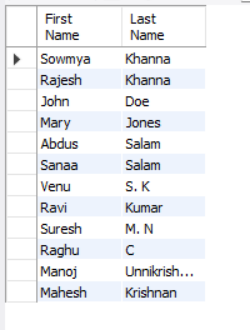 First Name Last Name
Sowmya Khanna
Rajesh Khanna
John Doe
Mary Jones
Abdus Salam
Sanaa Salam
Venu S. K
Ravi Kumar
Suresh M. N
Raghu C
Manoj Unnikrish...
Mahesh Krishnan